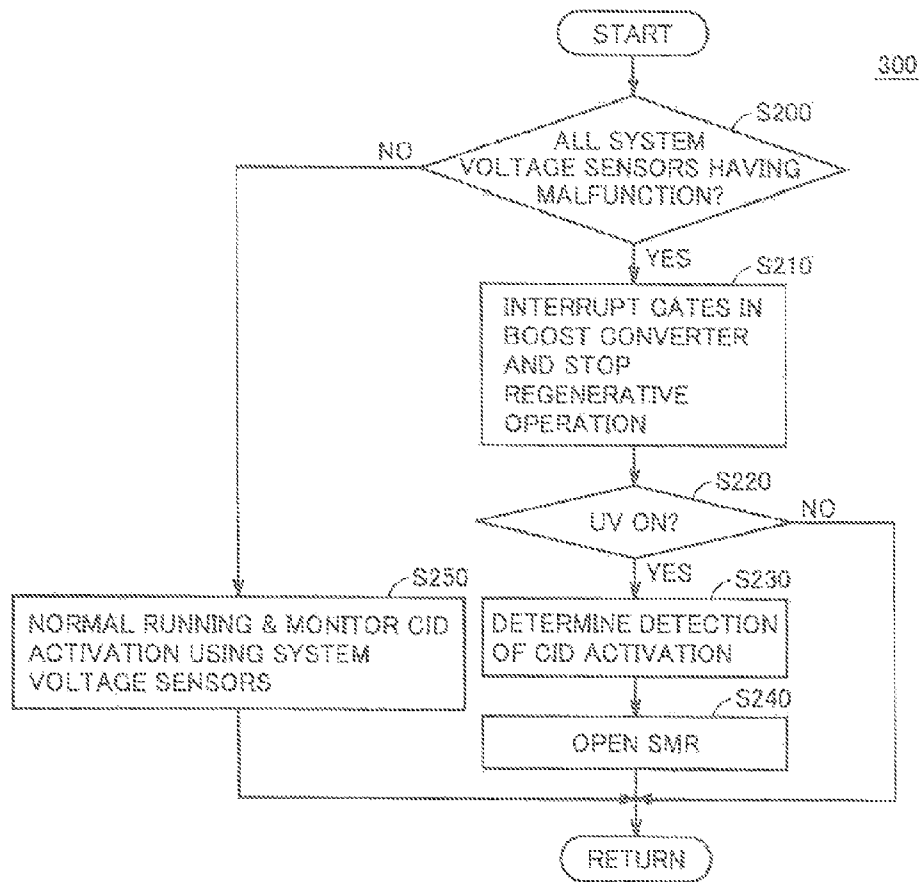 START
300
S200
ALL SYSTEM
VOLTAGE SENSORS HAVING
MALFUNCTION?
NO
YES
S210
INTERRUPT GATES IN
BOOST CONVERTER
AND STOP
REGENERATIVE
OPERATION
S220
UV ON?
NO
YES
S250
NORMAL RUNNING & MONITOR CID
ACTIVATION USING SYSTEM
VOLTAGE SENSORS
S230
DETERMINE DETECTION
OF CID ACTIVATION
S240
OPEN SMR
RETURN